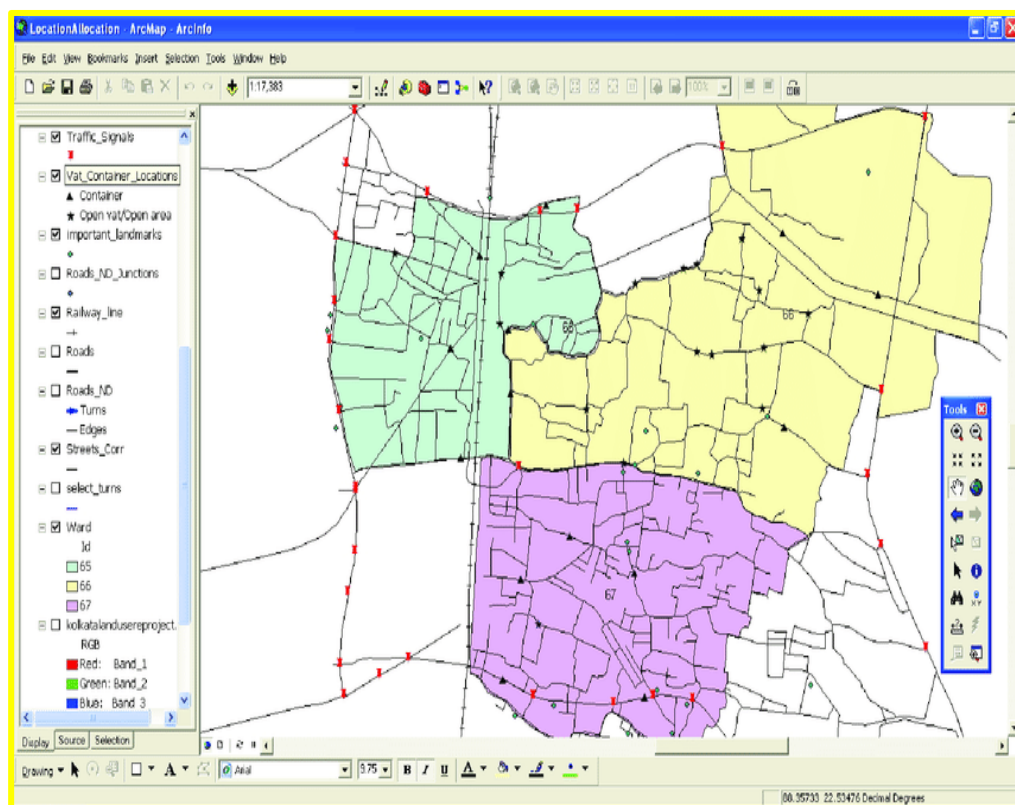 LocationAllocation - ArcMap - ArcInfo
File Edit View Bookmarks Insert Selection Tools Window Help
1:17,383
100%
Traffic_Signals
Vat_Container_Locations
Container
Open vat/Open area
important_landmarks
Roads_ND_Junctions
Railway_line
Roads
Roads_ND
Turns
Edges
Streets_Corr
select_turns
Ward
Id
65
66
67
kolkatalandusereproject.
RGB
Red: Band_1
Green: Band_2
Blue: Band_3
Display Source Selection
66
67
Tools
XY
Drawing
A
Arial
9.75
B I U
A
88.35733 22.53476 Decimal Degrees